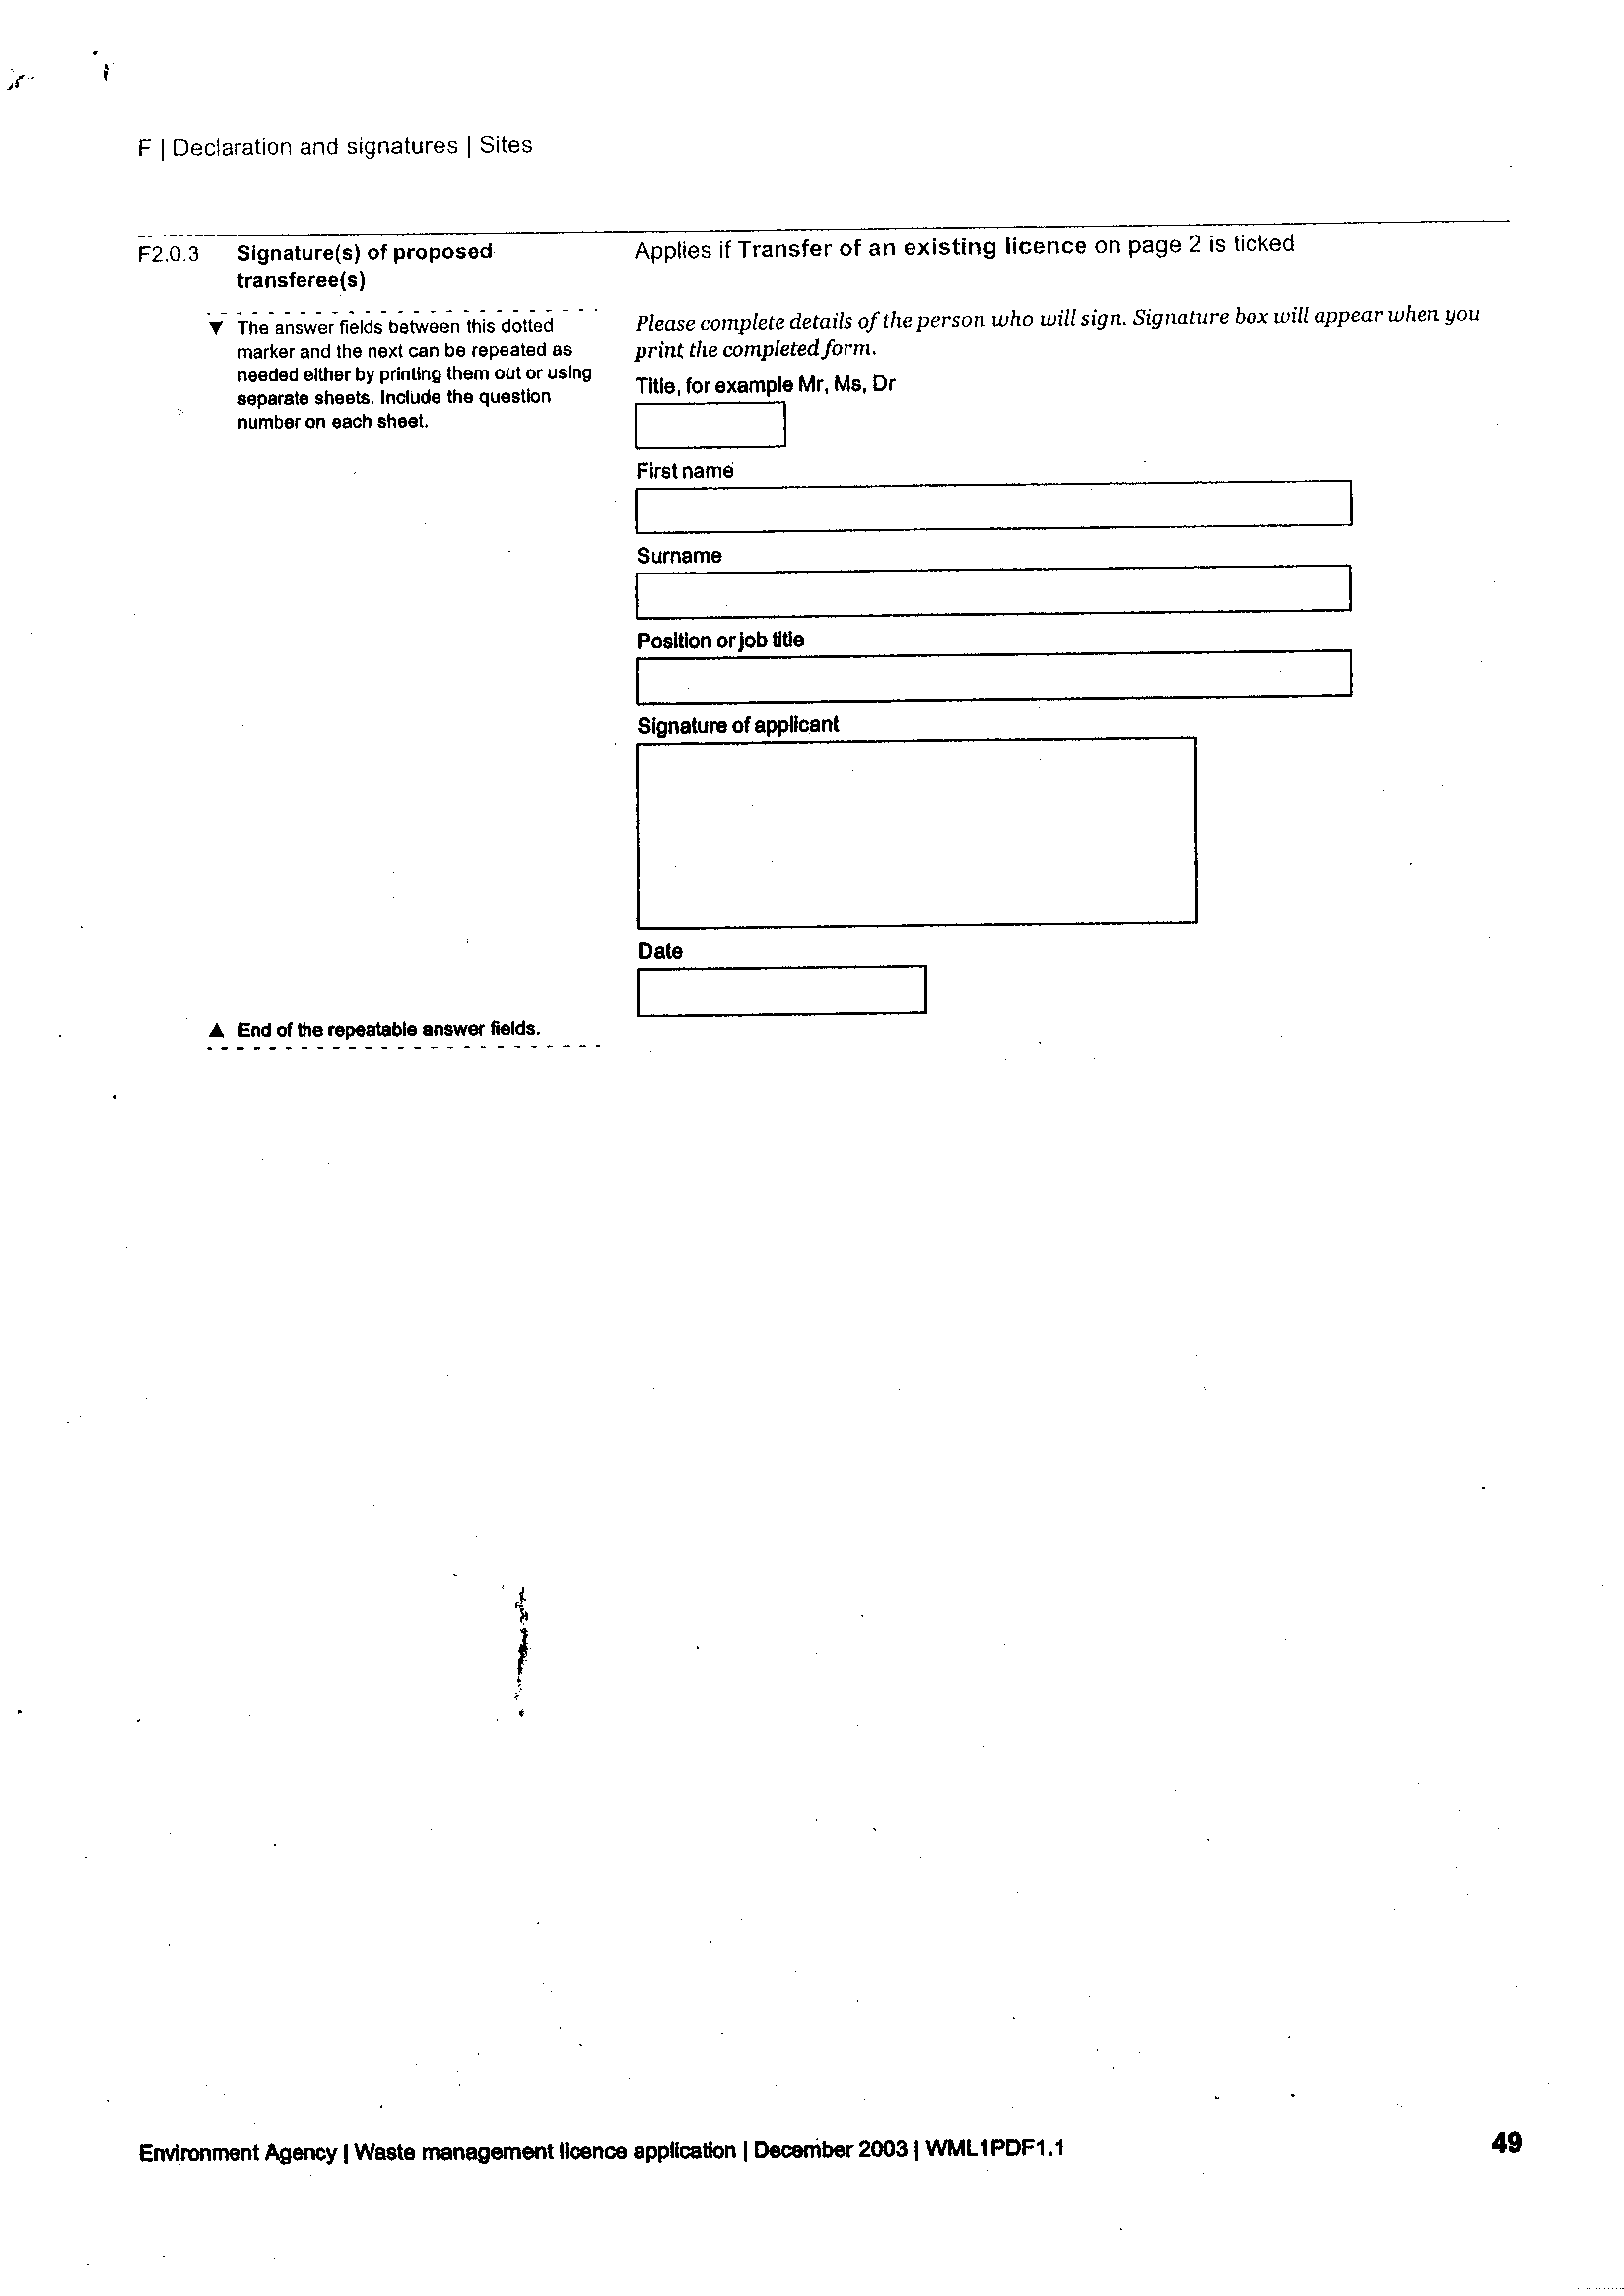 F | Declaration and signatures | Sites
F2.0.3 Signature(s) of proposed
transferee(s)
Applies if Transfer of an existing licence on page 2 is ticked
▼ The answer fields between this dotted
marker and the next can be repeated as
needed either by printing them out or using
separate sheets. Include the question
number on each sheet.
Please complete details of the person who will sign. Signature box will appear when you
print the completed form.
Title, for example Mr, Ms, Dr
First name
Surname
Position or job title
Signature of applicant
Date
▲ End of the repeatable answer fields.
Environment Agency | Waste management licence application | December 2003 | WML1PDF1.1
49